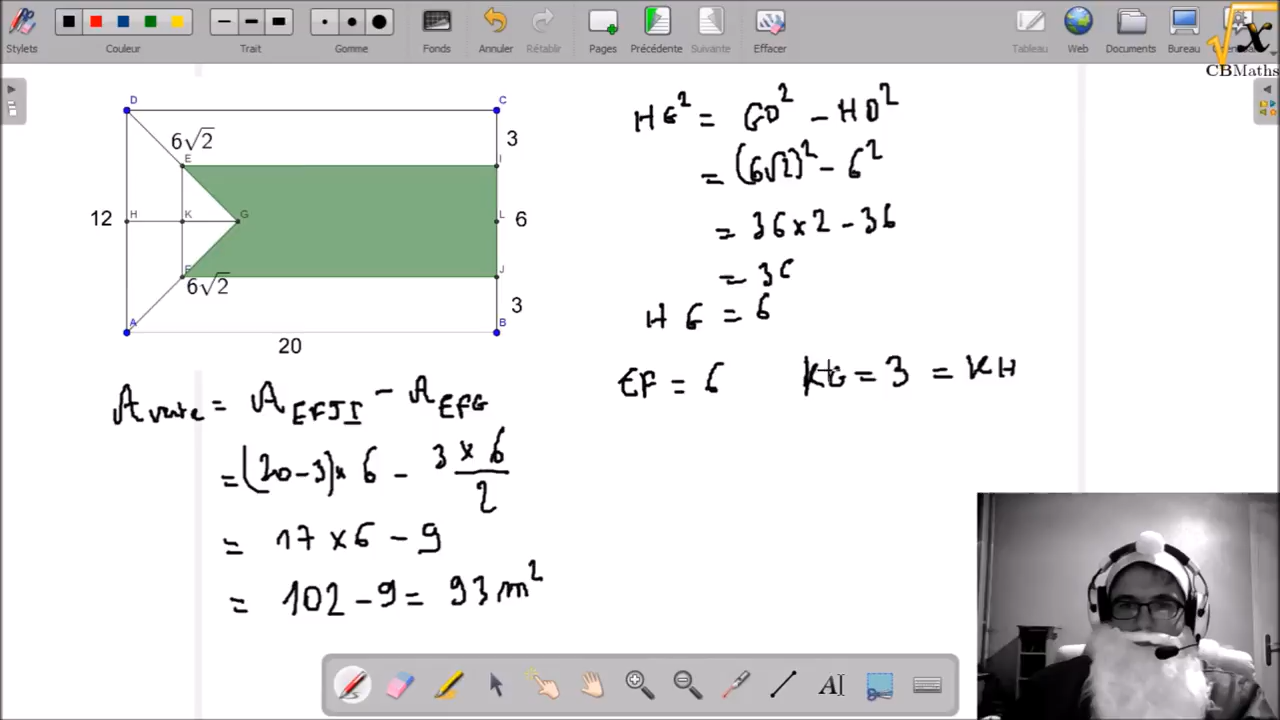 Stylets Couleur Trait Gomme Fonds Annuler Rétablir Pages Précédente Suivante Effacer Tableau Web Documents Bureau
√x
CBMaths
D C
6√2 3
E I
12 H K G L 6
F J
6√2 3
A B
20
HG² = GD² - HD²
= (6√2)² - 6²
= 36 × 2 - 36
= 36
HG = 6
EF = 6 KG = 3 = KH
A verte = A EFJI - A EFG
= (20-3) × 6 - 3 × 6 / 2
= 17 × 6 - 9
= 102 - 9 = 93 m²